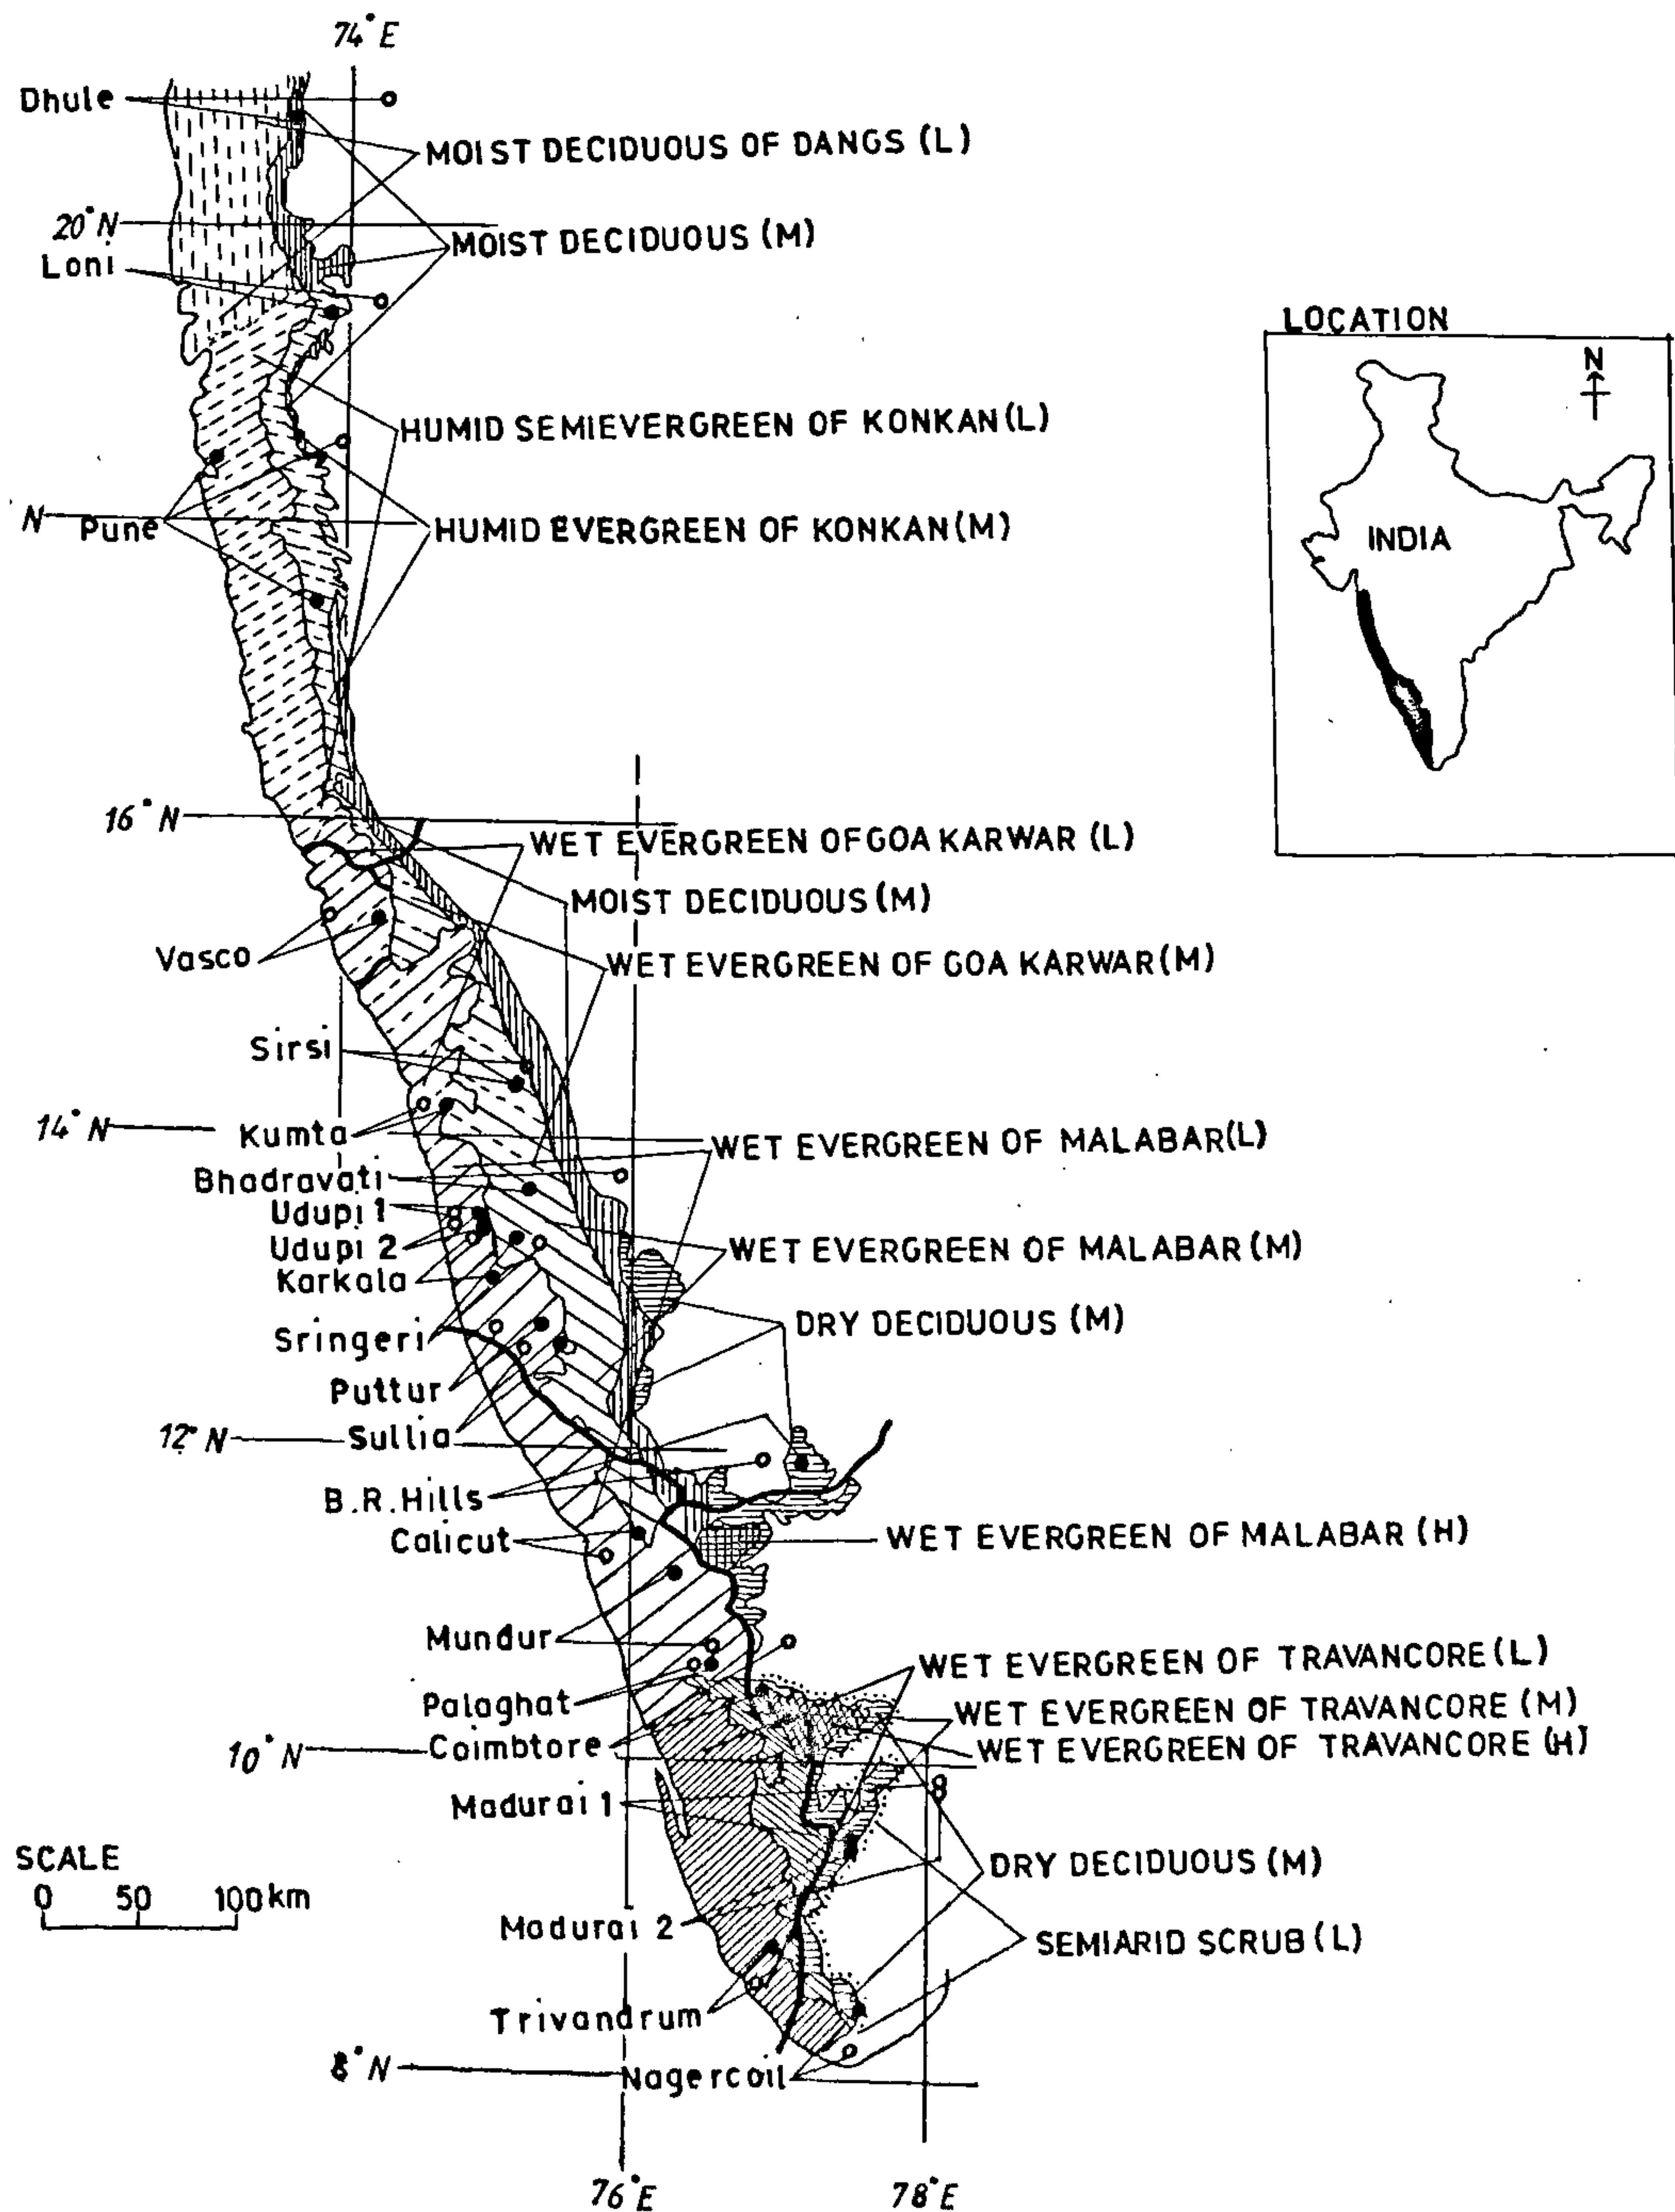 74°E
Dhule
MOIST DECIDUOUS OF DANGS (L)
20°N
MOIST DECIDUOUS (M)
Loni
LOCATION
N
INDIA
HUMID SEMIEVERGREEN OF KONKAN (L)
N
Pune
HUMID EVERGREEN OF KONKAN (M)
16°N
WET EVERGREEN OF GOA KARWAR (L)
MOIST DECIDUOUS (M)
Vasco
WET EVERGREEN OF GOA KARWAR (M)
Sirsi
14°N
Kumta
WET EVERGREEN OF MALABAR (L)
Bhadravati
Udupi 1
Udupi 2
WET EVERGREEN OF MALABAR (M)
Karkala
Sringeri
DRY DECIDUOUS (M)
Puttur
12°N
Sullia
B.R.Hills
Calicut
WET EVERGREEN OF MALABAR (H)
Mundur
WET EVERGREEN OF TRAVANCORE (L)
Palaghat
WET EVERGREEN OF TRAVANCORE (M)
10°N
Coimbtore
WET EVERGREEN OF TRAVANCORE (H)
Madurai 1
SCALE
0 50 100 km
DRY DECIDUOUS (M)
Madurai 2
SEMIARID SCRUB (L)
Trivandrum
8°N
Nagercoil
76°E
78°E